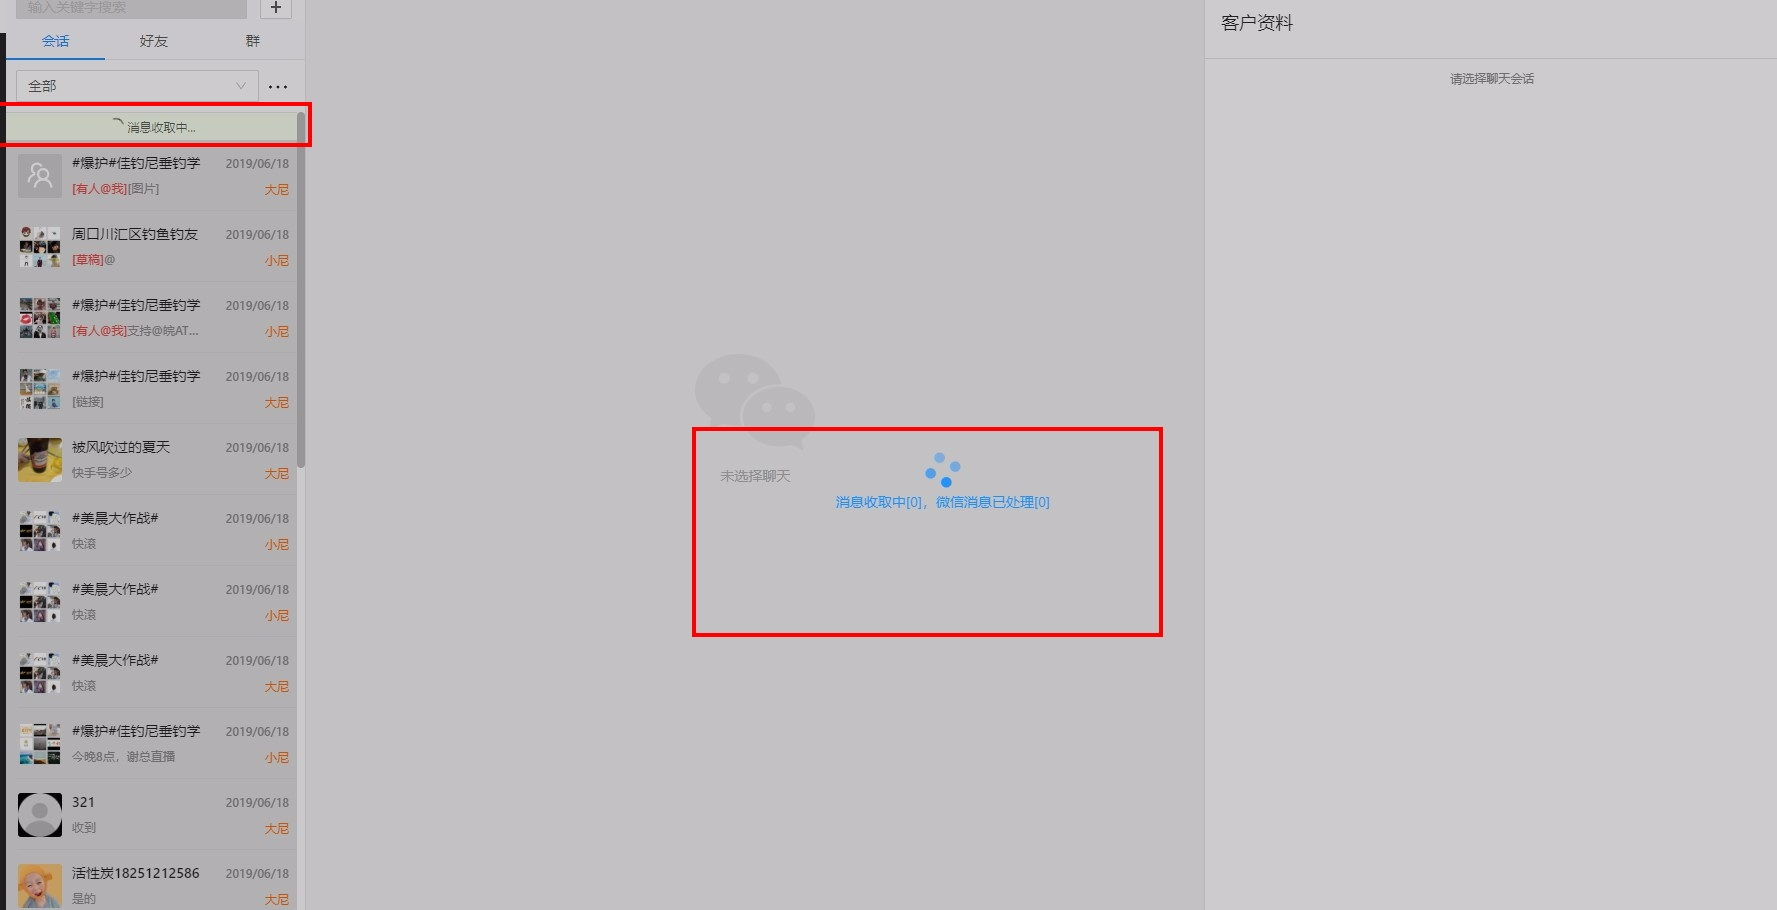 输入关键字搜索
+
会话 好友 群
全部
消息收取中...
#爆护#佳钓尼垂钓学 2019/06/18
[有人@我][图片] 大尼
周口川汇区钓鱼钓友 2019/06/18
[草稿]@ 小尼
#爆护#佳钓尼垂钓学 2019/06/18
[有人@我]支持@皖AT... 小尼
#爆护#佳钓尼垂钓学 2019/06/18
[链接] 大尼
被风吹过的夏天 2019/06/18
快手号多少 大尼
#美晨大作战# 2019/06/18
快滚 小尼
#美晨大作战# 2019/06/18
快滚 小尼
#美晨大作战# 2019/06/18
快滚 大尼
#爆护#佳钓尼垂钓学 2019/06/18
今晚8点，谢总直播 小尼
321 2019/06/18
收到 大尼
活性炭18251212586 2019/06/18
是的 大尼
未选择聊天
消息收取中[0]，微信消息已处理[0]
客户资料
请选择聊天会话